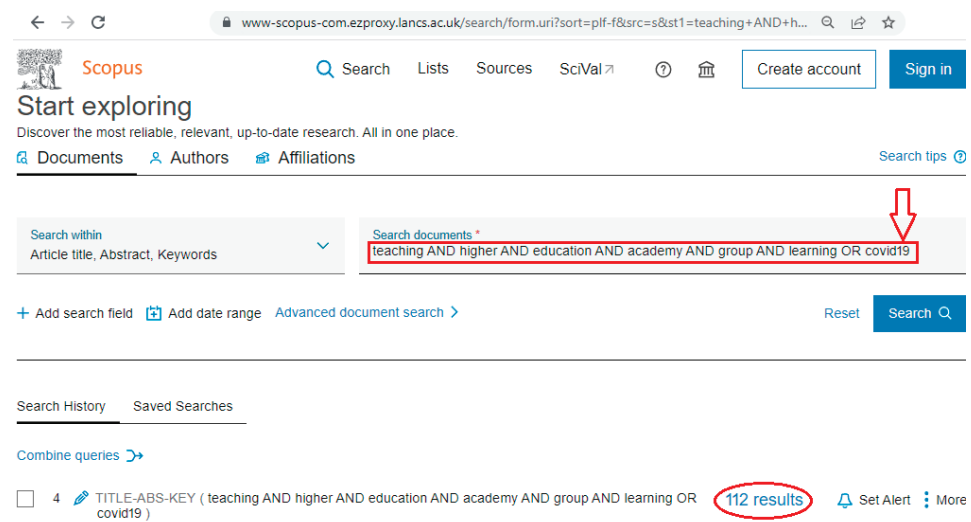 www-scopus-com.ezproxy.lancs.ac.uk/search/form.uri?sort=plf-f&src=s&st1=teaching+AND+h...
Scopus
Search Lists Sources SciVal Create account Sign in
Start exploring
Discover the most reliable, relevant, up-to-date research. All in one place.
Documents Authors Affiliations
Search tips
Search within
Article title, Abstract, Keywords
Search documents *
teaching AND higher AND education AND academy AND group AND learning OR covid19
+ Add search field Add date range Advanced document search >
Reset Search
Search History Saved Searches
Combine queries
4 TITLE-ABS-KEY ( teaching AND higher AND education AND academy AND group AND learning OR
covid19 )
112 results Set Alert More